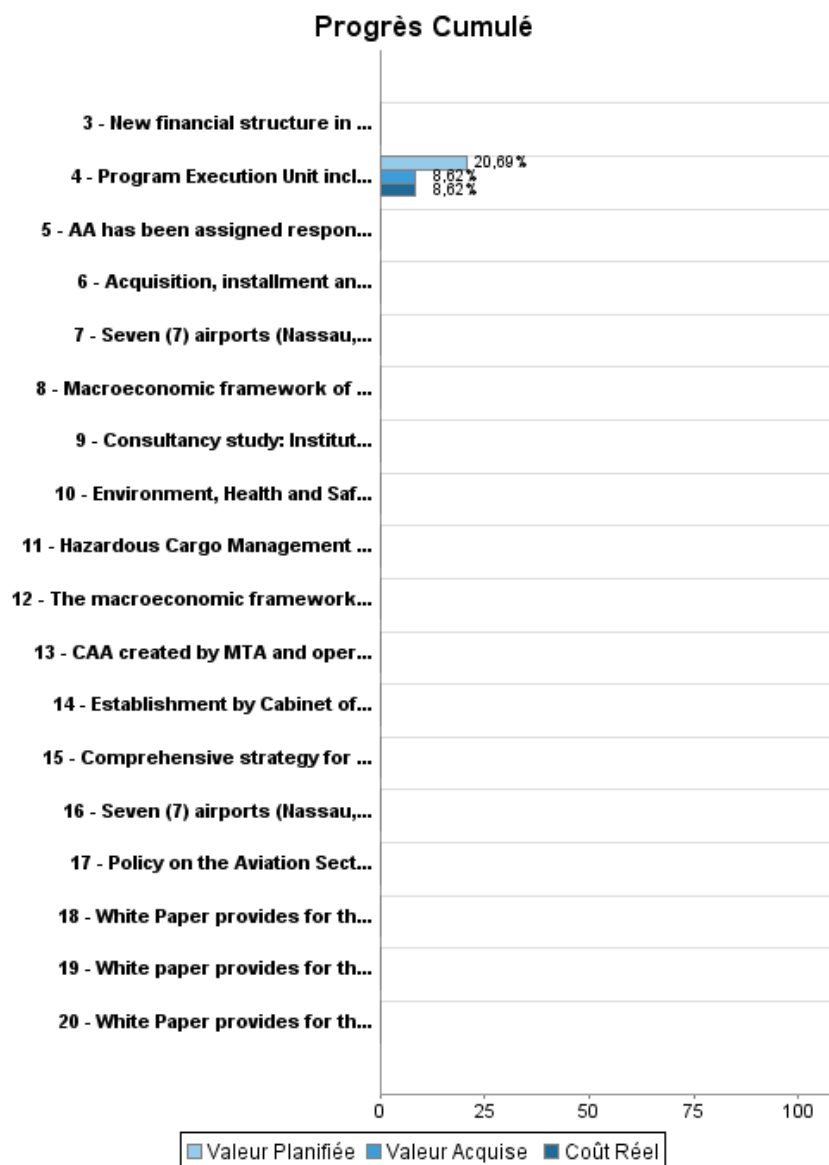 Progrès Cumulé
3 - New financial structure in ...
20,69%
4 - Program Execution Unit incl...
8,62%
8,62%
5 - AA has been assigned respon...
6 - Acquisition, installment an...
7 - Seven (7) airports (Nassau,...
8 - Macroeconomic framework of ...
9 - Consultancy study: Institut...
10 - Environment, Health and Saf...
11 - Hazardous Cargo Management ...
12 - The macroeconomic framework...
13 - CAA created by MTA and oper...
14 - Establishment by Cabinet of...
15 - Comprehensive strategy for ...
16 - Seven (7) airports (Nassau,...
17 - Policy on the Aviation Sect...
18 - White Paper provides for th...
19 - White paper provides for th...
20 - White Paper provides for th...
0 25 50 75 100
Valeur Planifiée Valeur Acquise Coût Réel